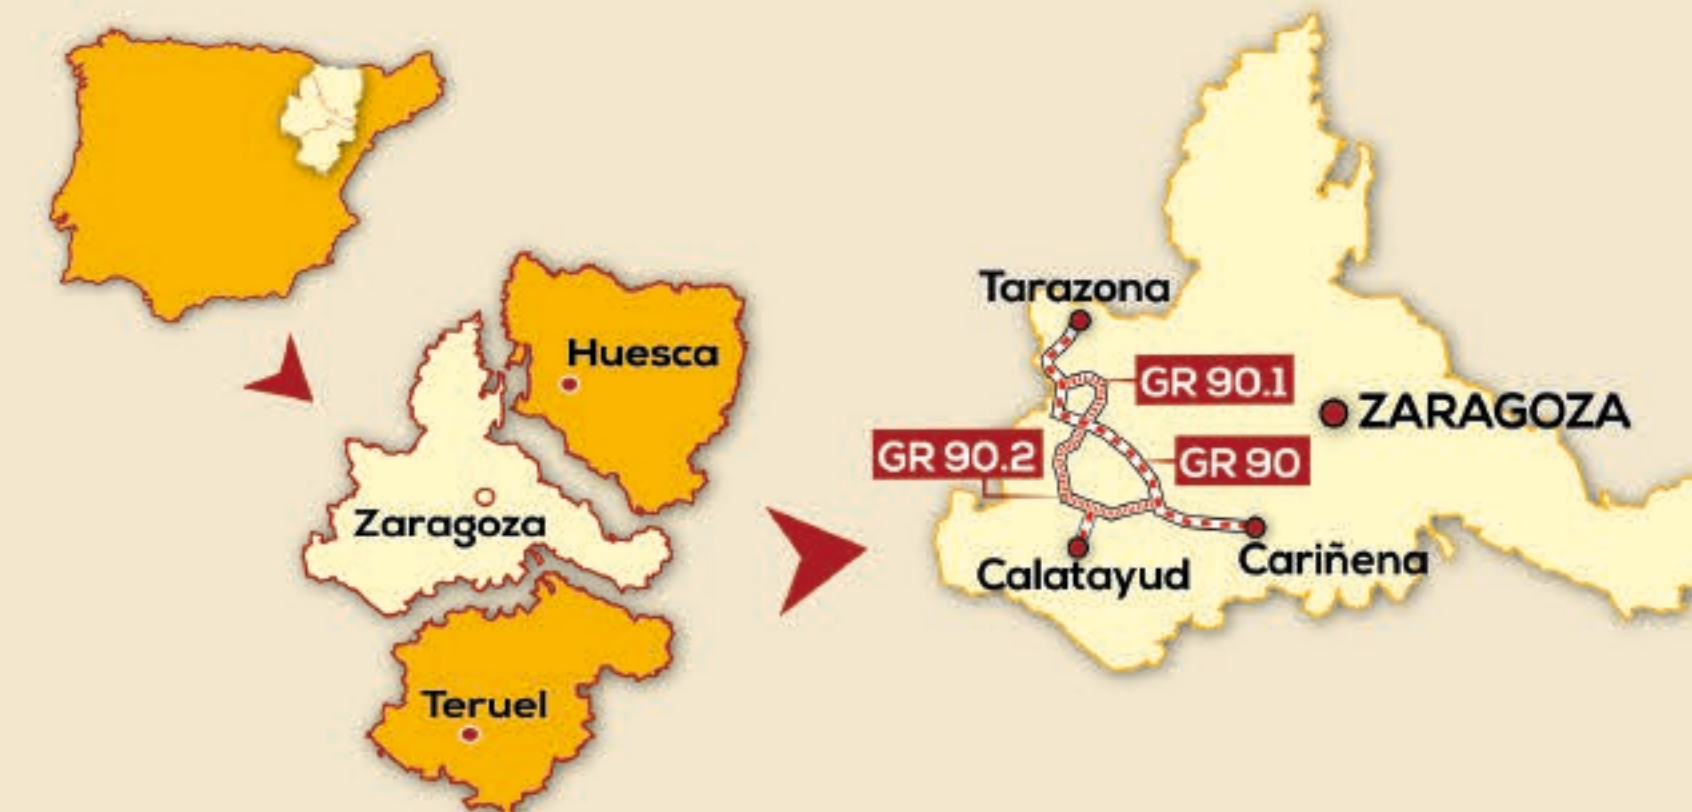 Huesca
Zaragoza
Teruel
Tarazona
GR 90.1
ZARAGOZA
GR 90.2
GR 90
Cariñena
Calatayud